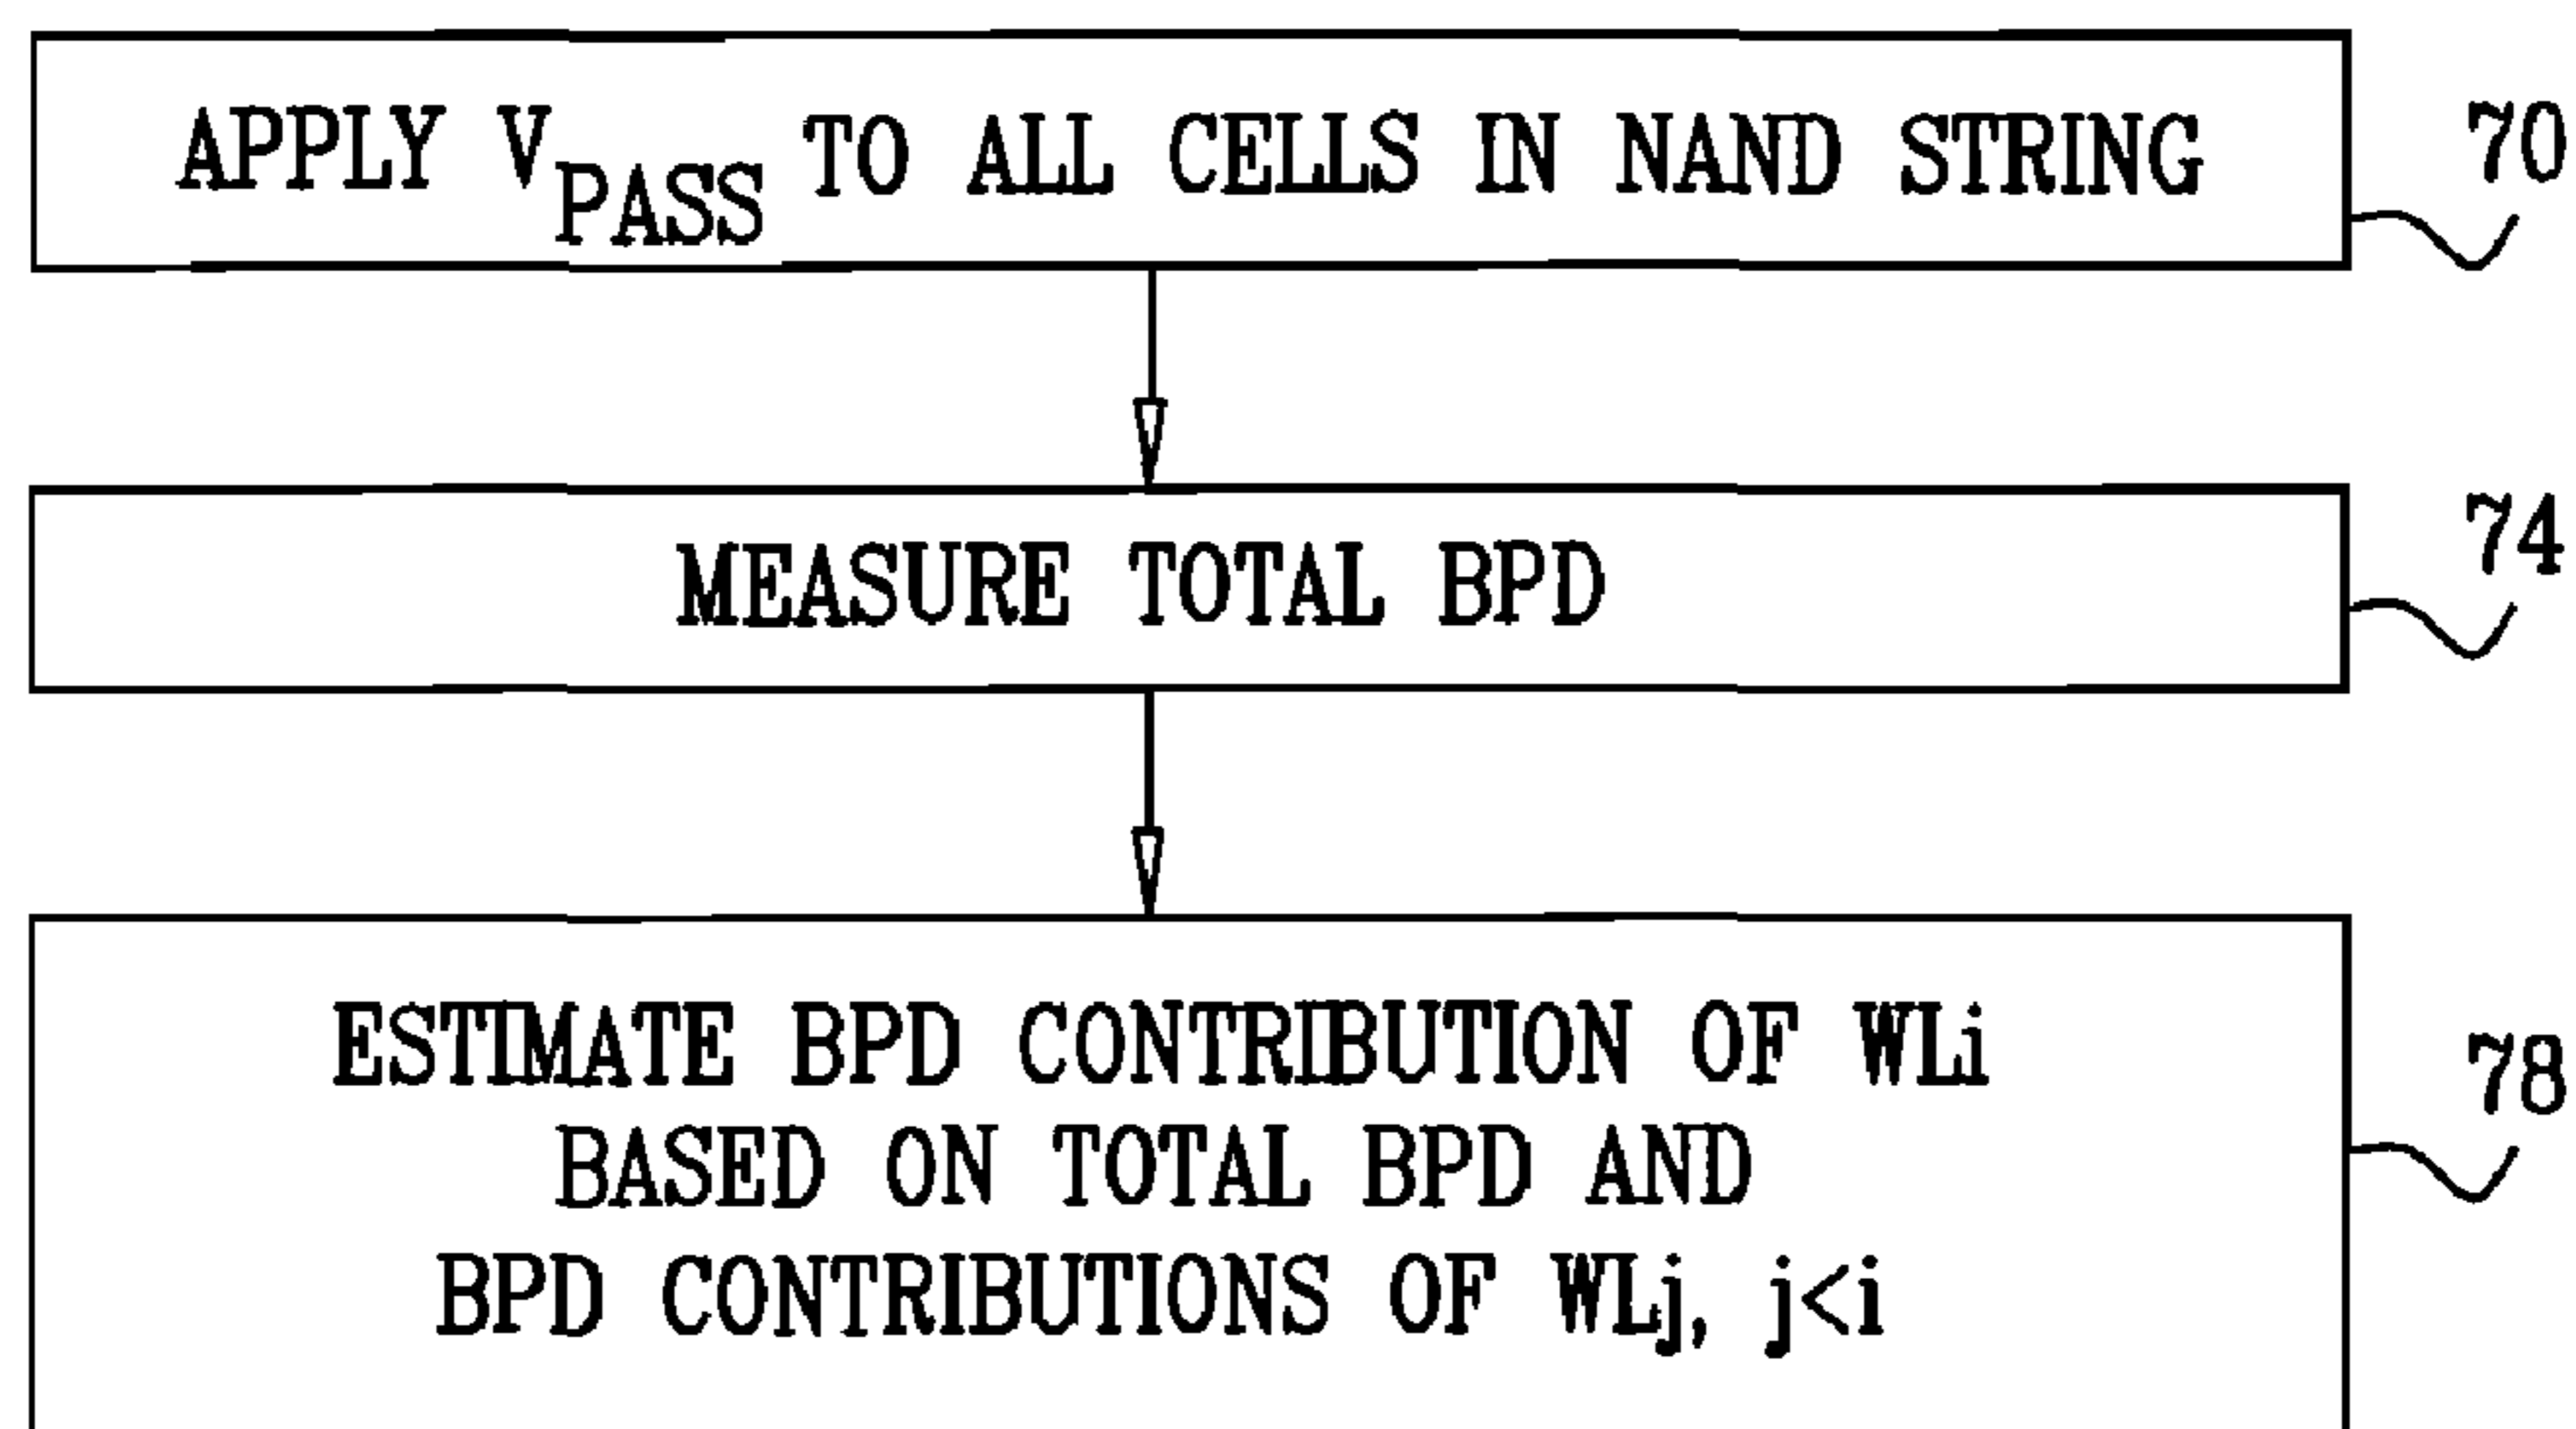 APPLY VPASS TO ALL CELLS IN NAND STRING
70
MEASURE TOTAL BPD
74
ESTIMATE BPD CONTRIBUTION OF WLi
BASED ON TOTAL BPD AND
BPD CONTRIBUTIONS OF WLj, j<i
78